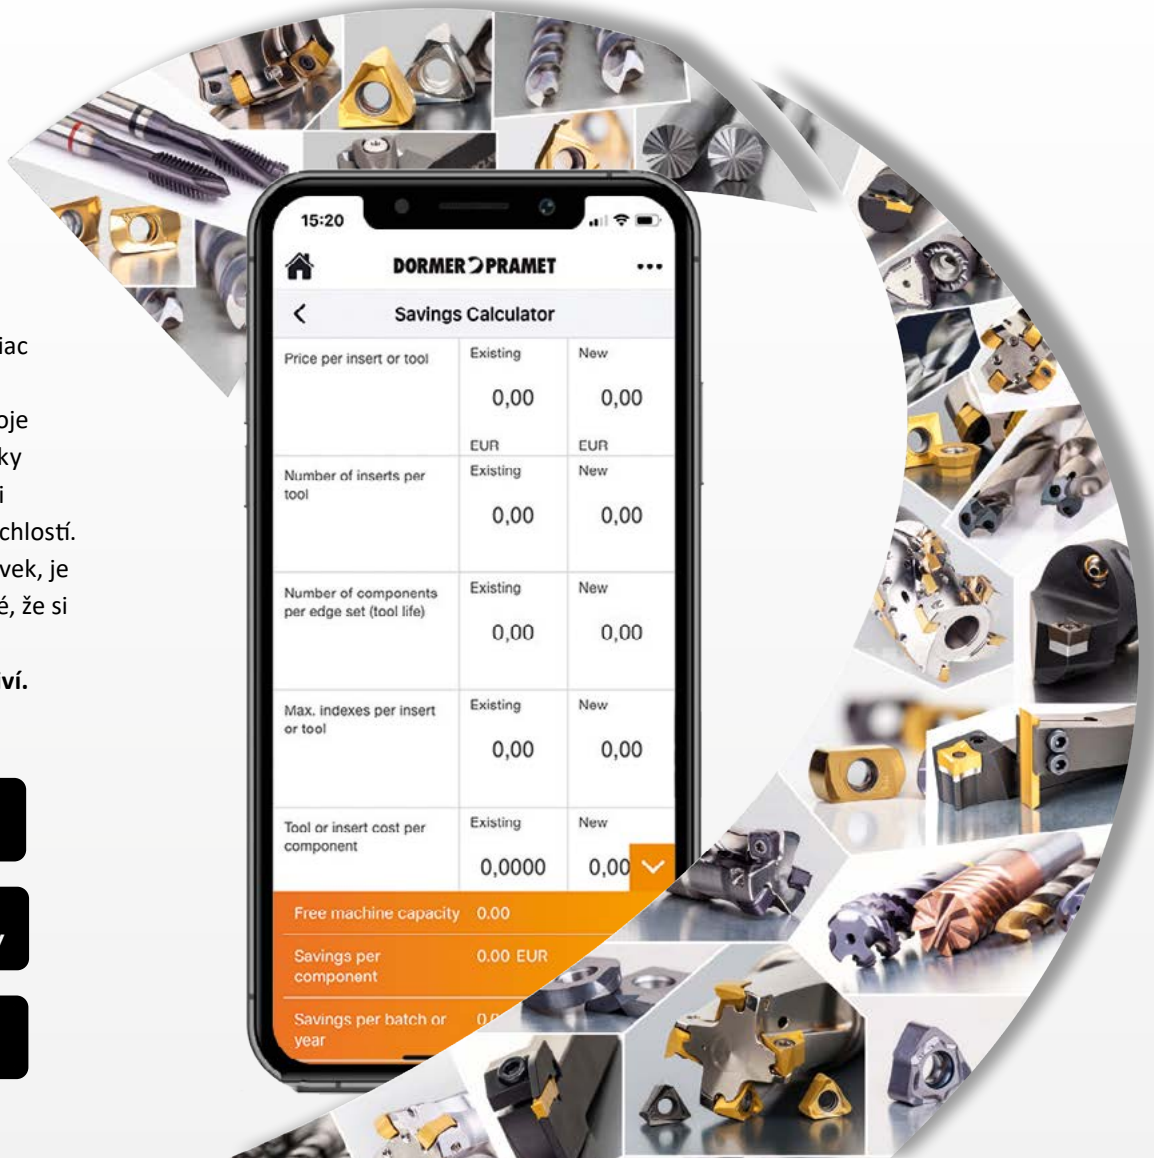 iac
oje
ky
i
chlostí.
vek, je
é, že si
iví.
15:20
DORMER PRAMET
Savings Calculator
Price per insert or tool
Existing
New
0,00
0,00
EUR
EUR
Number of inserts per
tool
Existing
New
0,00
0,00
Number of components
per edge set (tool life)
Existing
New
0,00
0,00
Max. indexes per insert
or tool
Existing
New
0,00
0,00
Tool or insert cost per
component
Existing
New
0,0000
0,00
Free machine capacity 0.00
Savings per
component
0.00 EUR
Savings per batch or
year